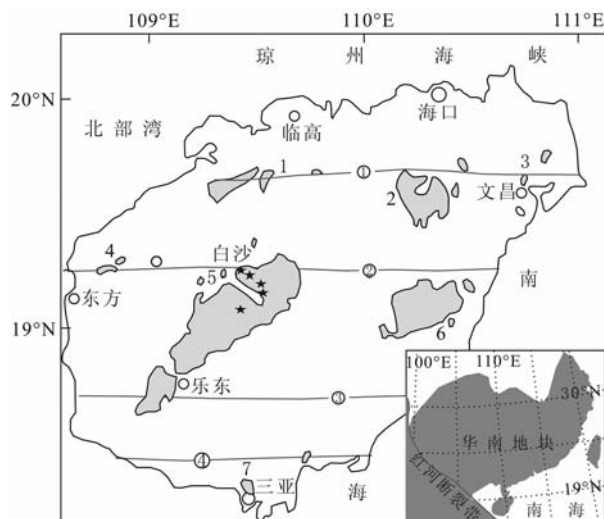 109°E 110°E 111°E
琼州海峡
20°N
海口
北部湾
临高
1 ① 3
2 文昌
4 白沙
5 ②
东方 南
19°N 6
乐东
③
④
7
三亚 海
100°E 110°E
30°N
华南地块
红河断裂带
19°N
南海